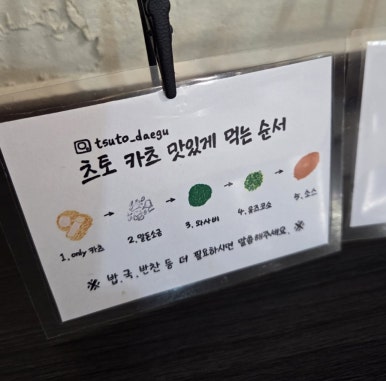 tsuto_daegu
츠토 카츠 맛있게 먹는 순서
1. only 카츠
2. 말돈소금
3. 와사비
4. 유즈코쇼
5. 소스
※ 밥, 국, 반찬 등 더 필요하시면 말씀해주세요. ※